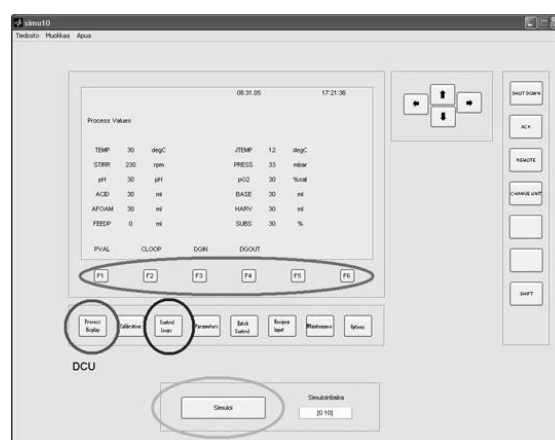 simu10
Tiedosto Muokkaa Apua
08.31.05 17:21:36
Process Values
TEMP 30 degC JTEMP 12 degC
STIRR 230 rpm PRESS 33 mbar
pH 30 pH pO2 30 %sat
ACID 30 ml BASE 30 ml
AFOAM 30 ml HARV 30 ml
FEEDP 0 ml SUBS 30 %
PVAL CLOOP DGIN DGOUT
F1 F2 F3 F4 F5 F6
Process Display Calibration Control Loops Parameters Batch Control Recipes Input Maintenance Options
DCU
Simuloi
Simulointiaika
[0 10]
SHUT DOWN
ACK
REMOTE
CHANGE UNIT
SHIFT